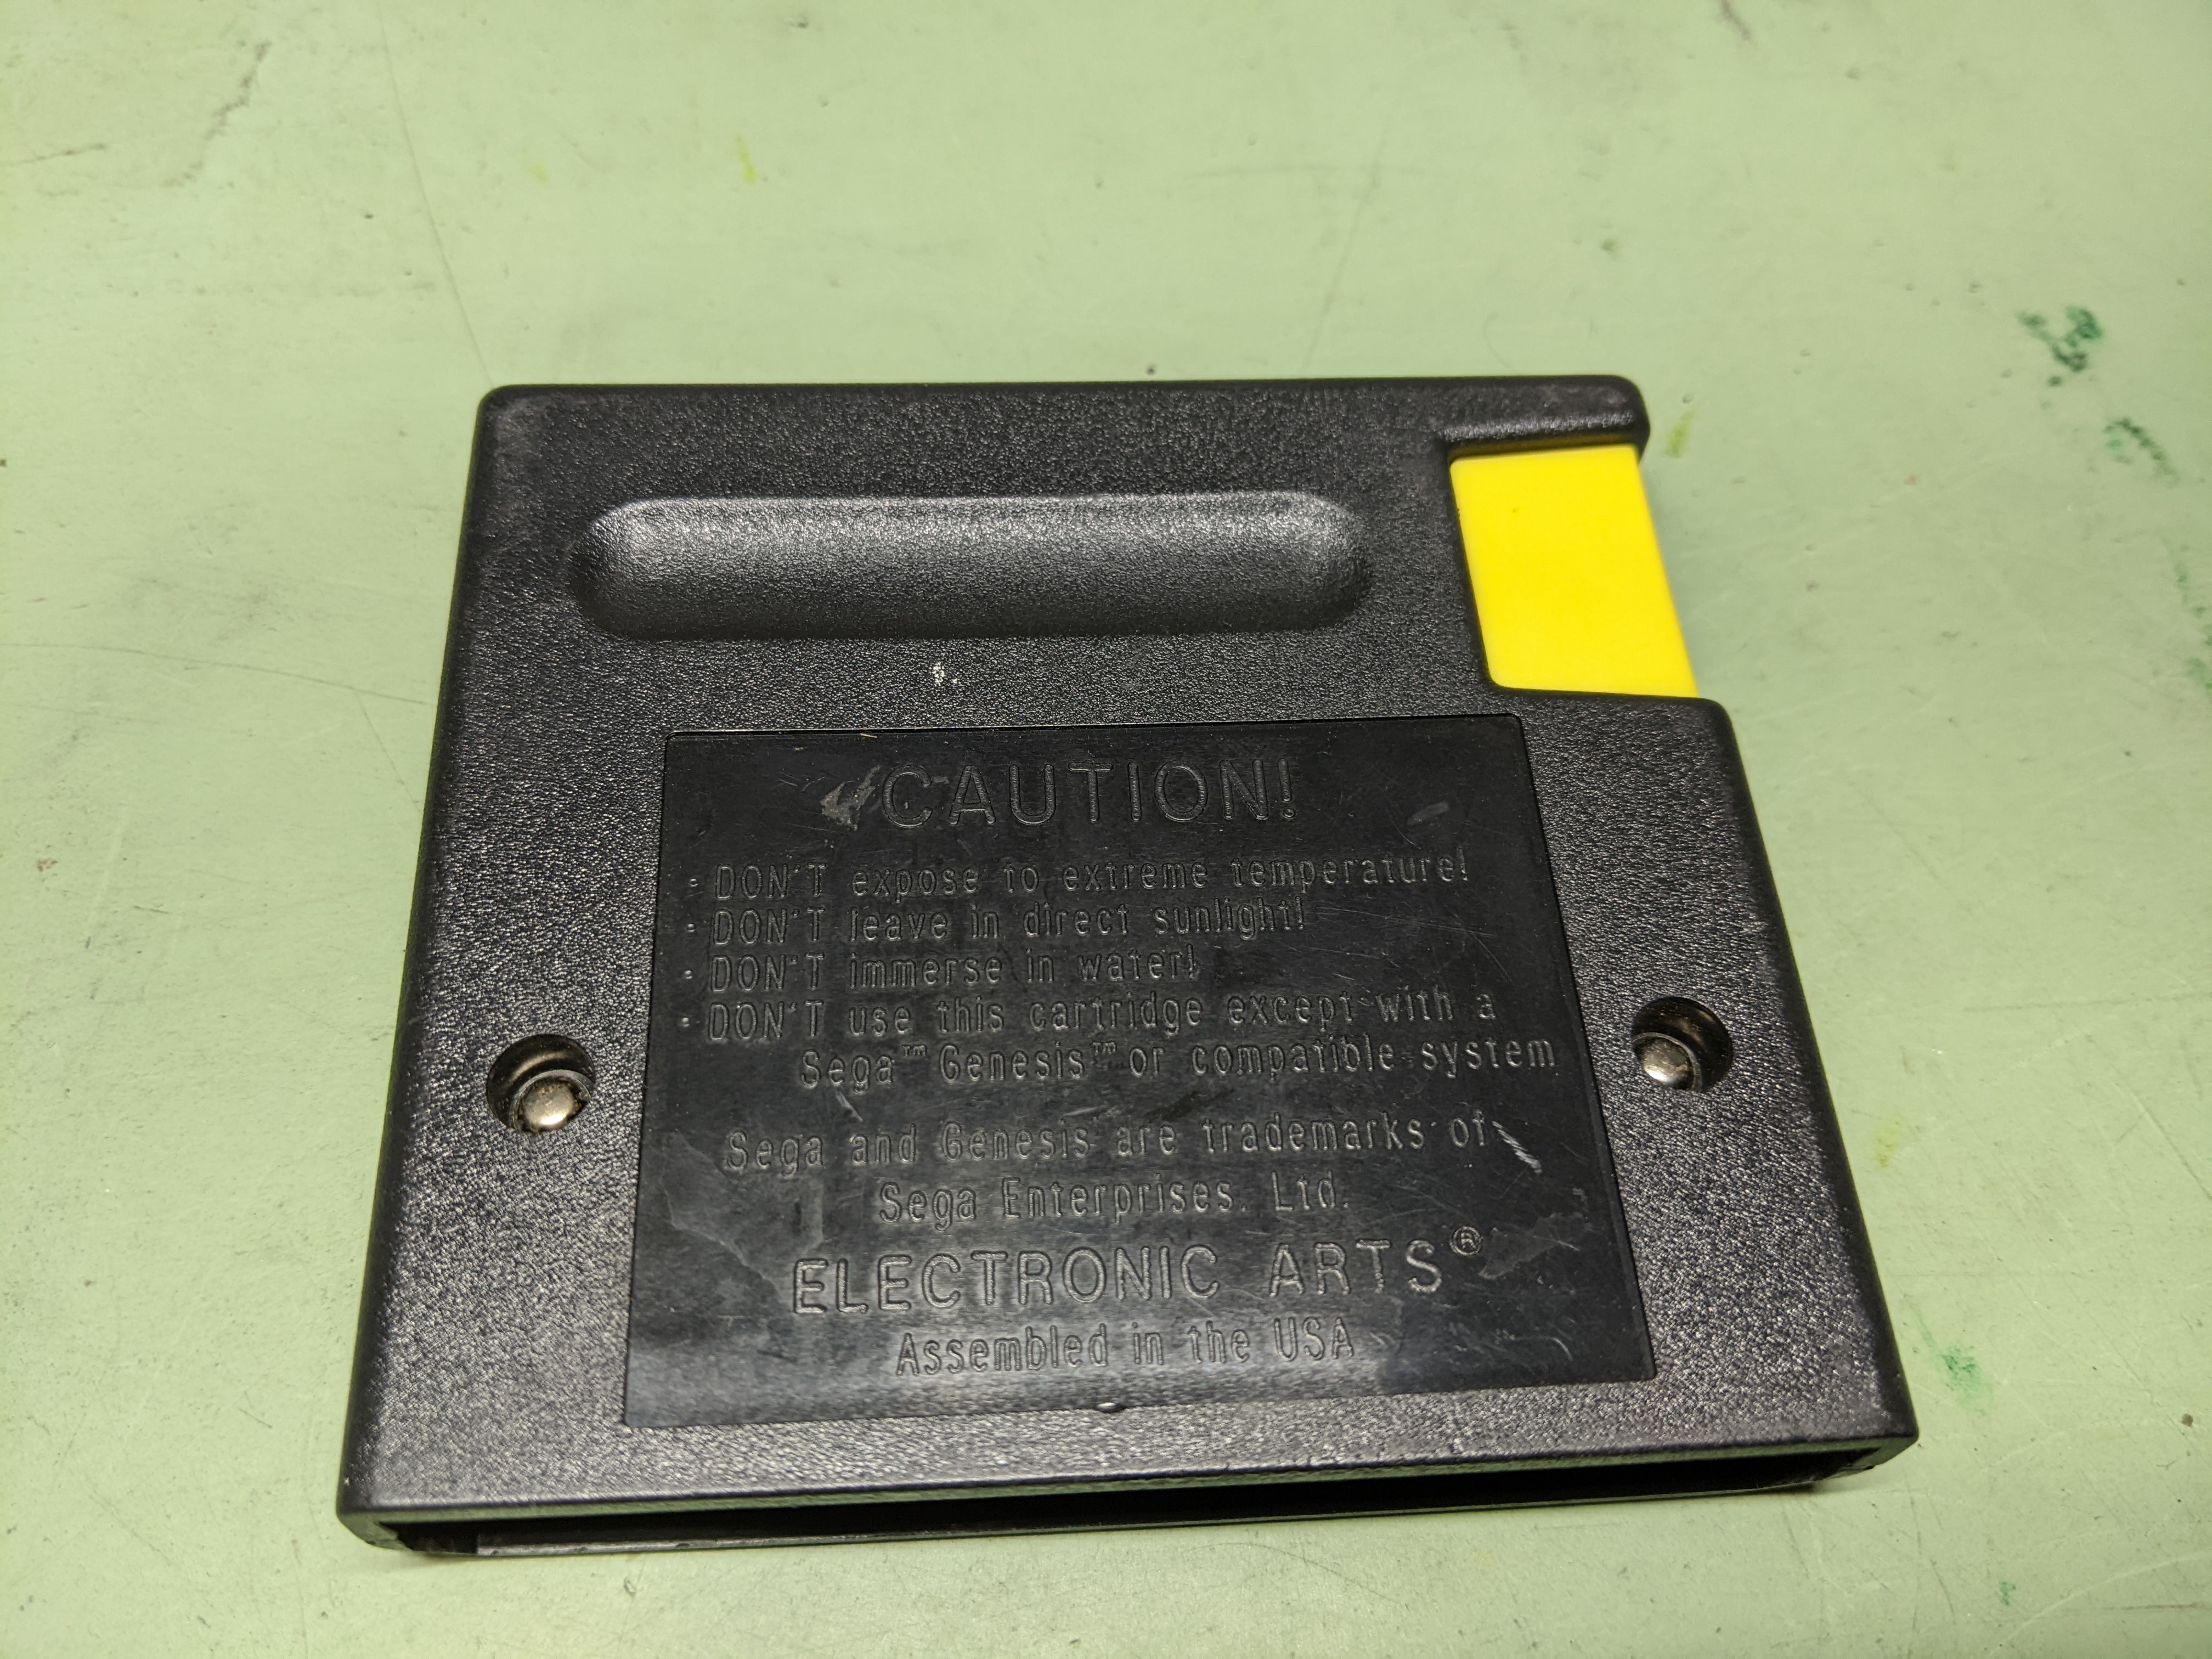 CAUTION!
• DON'T expose to extreme temperature!
• DON'T leave in direct sunlight!
• DON'T immerse in water!
• DON'T use this cartridge except with a
Sega™ Genesis™ or compatible system
Sega and Genesis are trademarks of
Sega Enterprises, Ltd.
ELECTRONIC ARTS®
Assembled in the USA